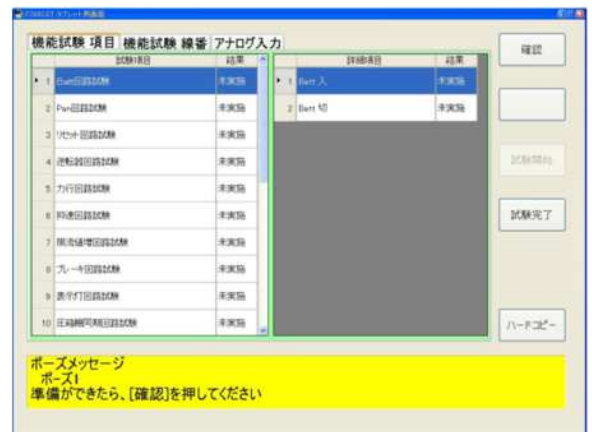 機能試験 項目 機能試験 線番 アナログ入力
試験項目 結果 詳細項目 結果
1 Batt回路試験 未実施 1 Batt 入 未実施
2 Pan回路試験 未実施 2 Batt 切 未実施
3 リセット回路試験 未実施
4 逆転器回路試験 未実施
5 力行回路試験 未実施
6 抑速回路試験 未実施
7 限流値増回路試験 未実施
8 ブレーキ回路試験 未実施
9 表示灯回路試験 未実施
10 圧縮機同期回路試験 未実施
確認
試験開始
試験完了
ハードコピー
ポーズメッセージ
ポーズ1
準備ができたら、[確認]を押してください